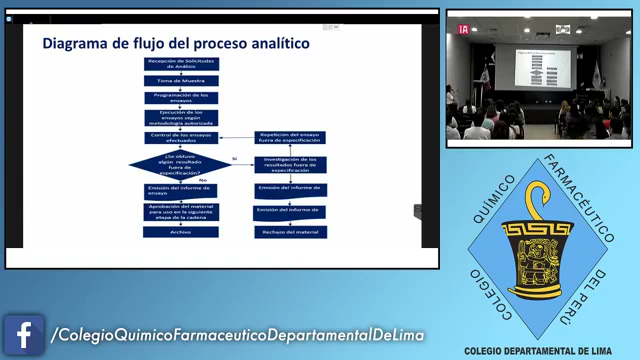 Diagrama de flujo del proceso analítico
Recepción de Solicitudes
de Análisis
Toma de Muestra
Programación de los
ensayos
Ejecución de los
ensayos según
metodología autorizada
Control de los ensayos
efectuados
¿Se obtuvo
algún resultado
fuera de
especificación?
Sí
No
Emisión del informe de
ensayo
Aprobación del material
para uso en la siguiente
etapa de la cadena
Archivo
Repetición del ensayo
fuera de especificación
Investigación de los
resultados fuera de
especificación
Emisión del informe de
Emisión del informe de
Rechazo del material
QUÍMICO
FARMACÉUTICO
COLEGIO
DEL PERÚ
COLEGIO DEPARTAMENTAL DE LIMA
f
/ColegioQuimicoFarmaceuticoDepartamentalDeLima